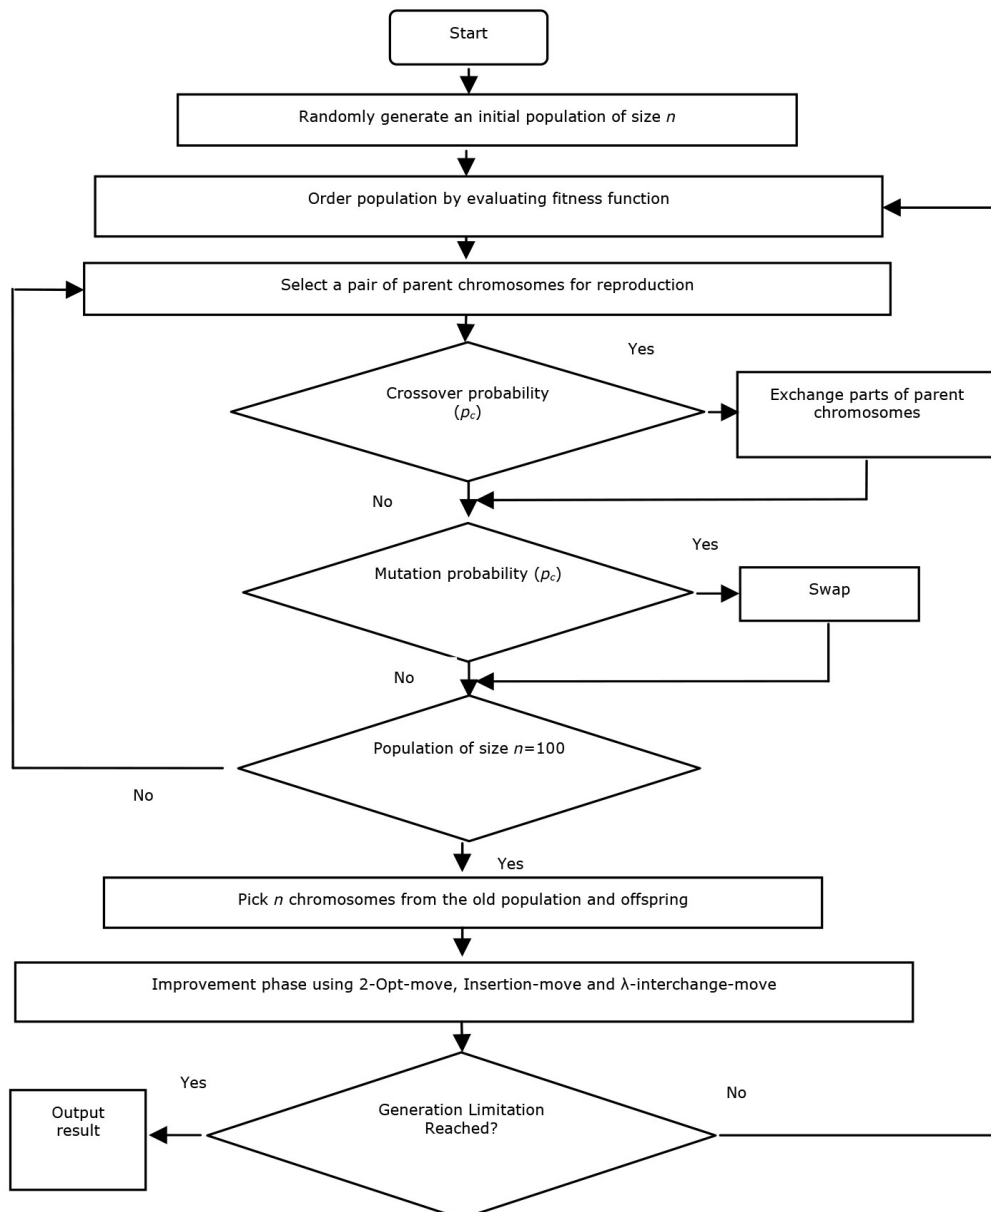 Start
Randomly generate an initial population of size n
Order population by evaluating fitness function
Select a pair of parent chromosomes for reproduction
Yes
Crossover probability
(pc)
Exchange parts of parent
chromosomes
No
Yes
Mutation probability (pc)
Swap
No
Population of size n=100
No
Yes
Pick n chromosomes from the old population and offspring
Improvement phase using 2-Opt-move, Insertion-move and λ-interchange-move
Yes
No
Generation Limitation
Reached?
Output
result